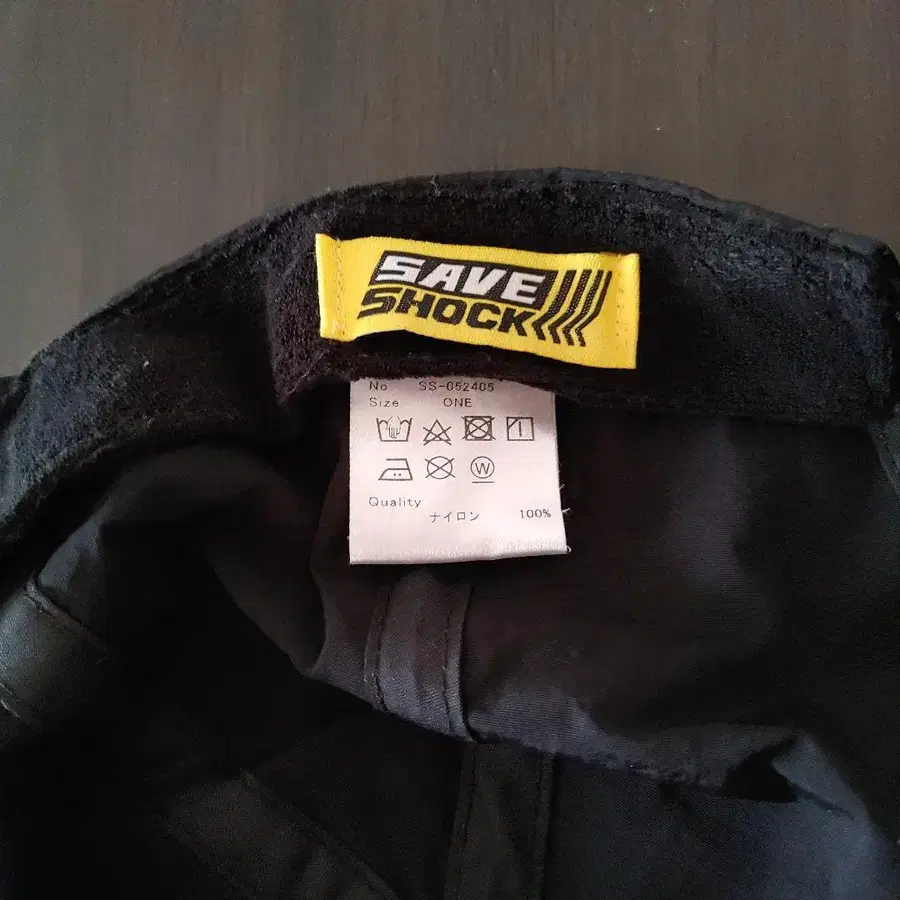 SAVE
SHOCK
No SS-052405
Size ONE
W
Quality
ナイロン 100%